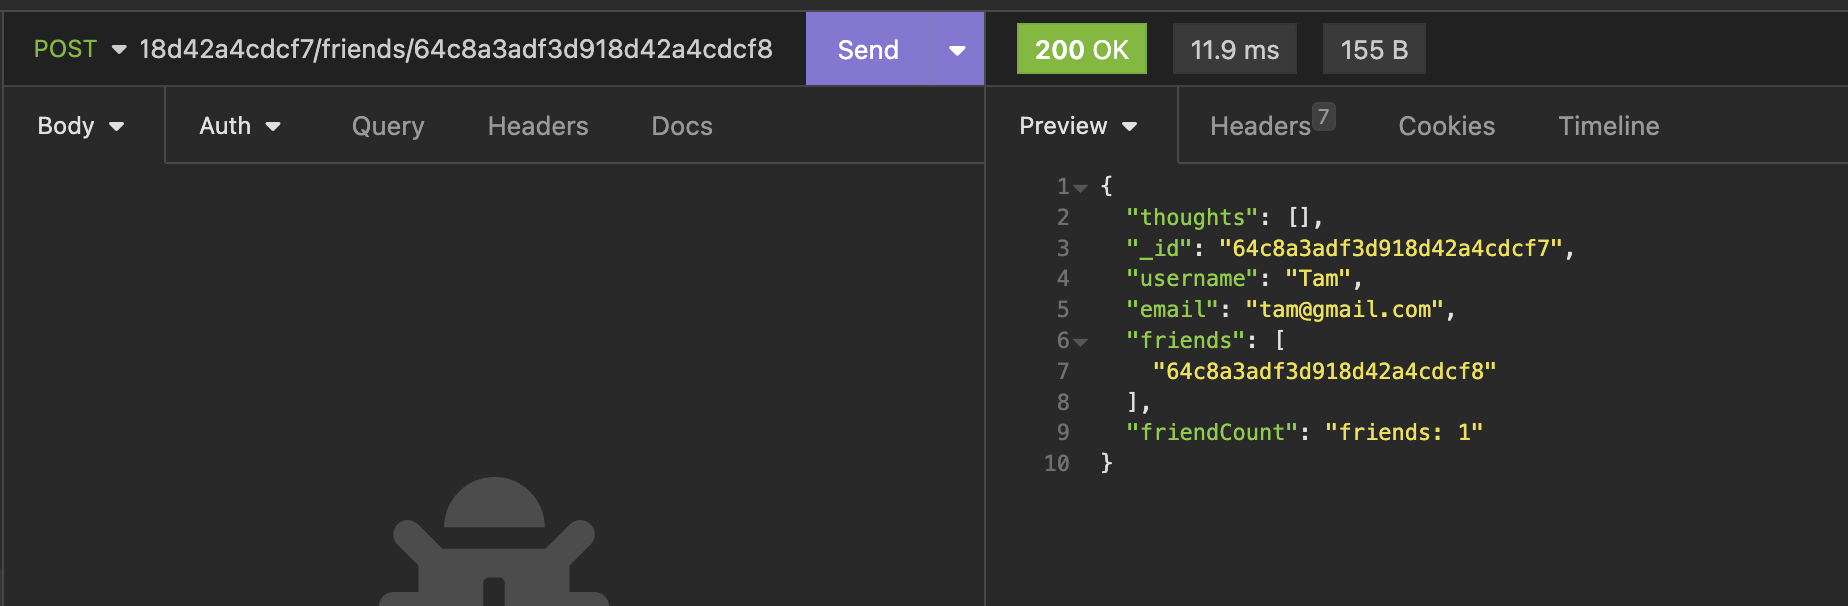 POST 18d42a4cdcf7/friends/64c8a3adf3d918d42a4cdcf8 Send 200 OK 11.9 ms 155 B
Body Auth Query Headers Docs Preview Headers 7 Cookies Timeline
1 {
2 "thoughts": [],
3 "_id": "64c8a3adf3d918d42a4cdcf7",
4 "username": "Tam",
5 "email": "tam@gmail.com",
6 "friends": [
7 "64c8a3adf3d918d42a4cdcf8"
8 ],
9 "friendCount": "friends: 1"
10 }